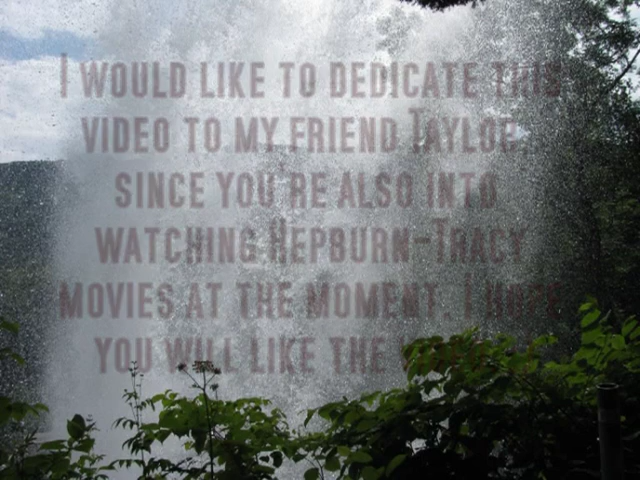 I would like to dedicate this
video to my friend Taylor.
Since you're also into
watching Hepburn-Tracy
movies at the moment, I hope
you will like the